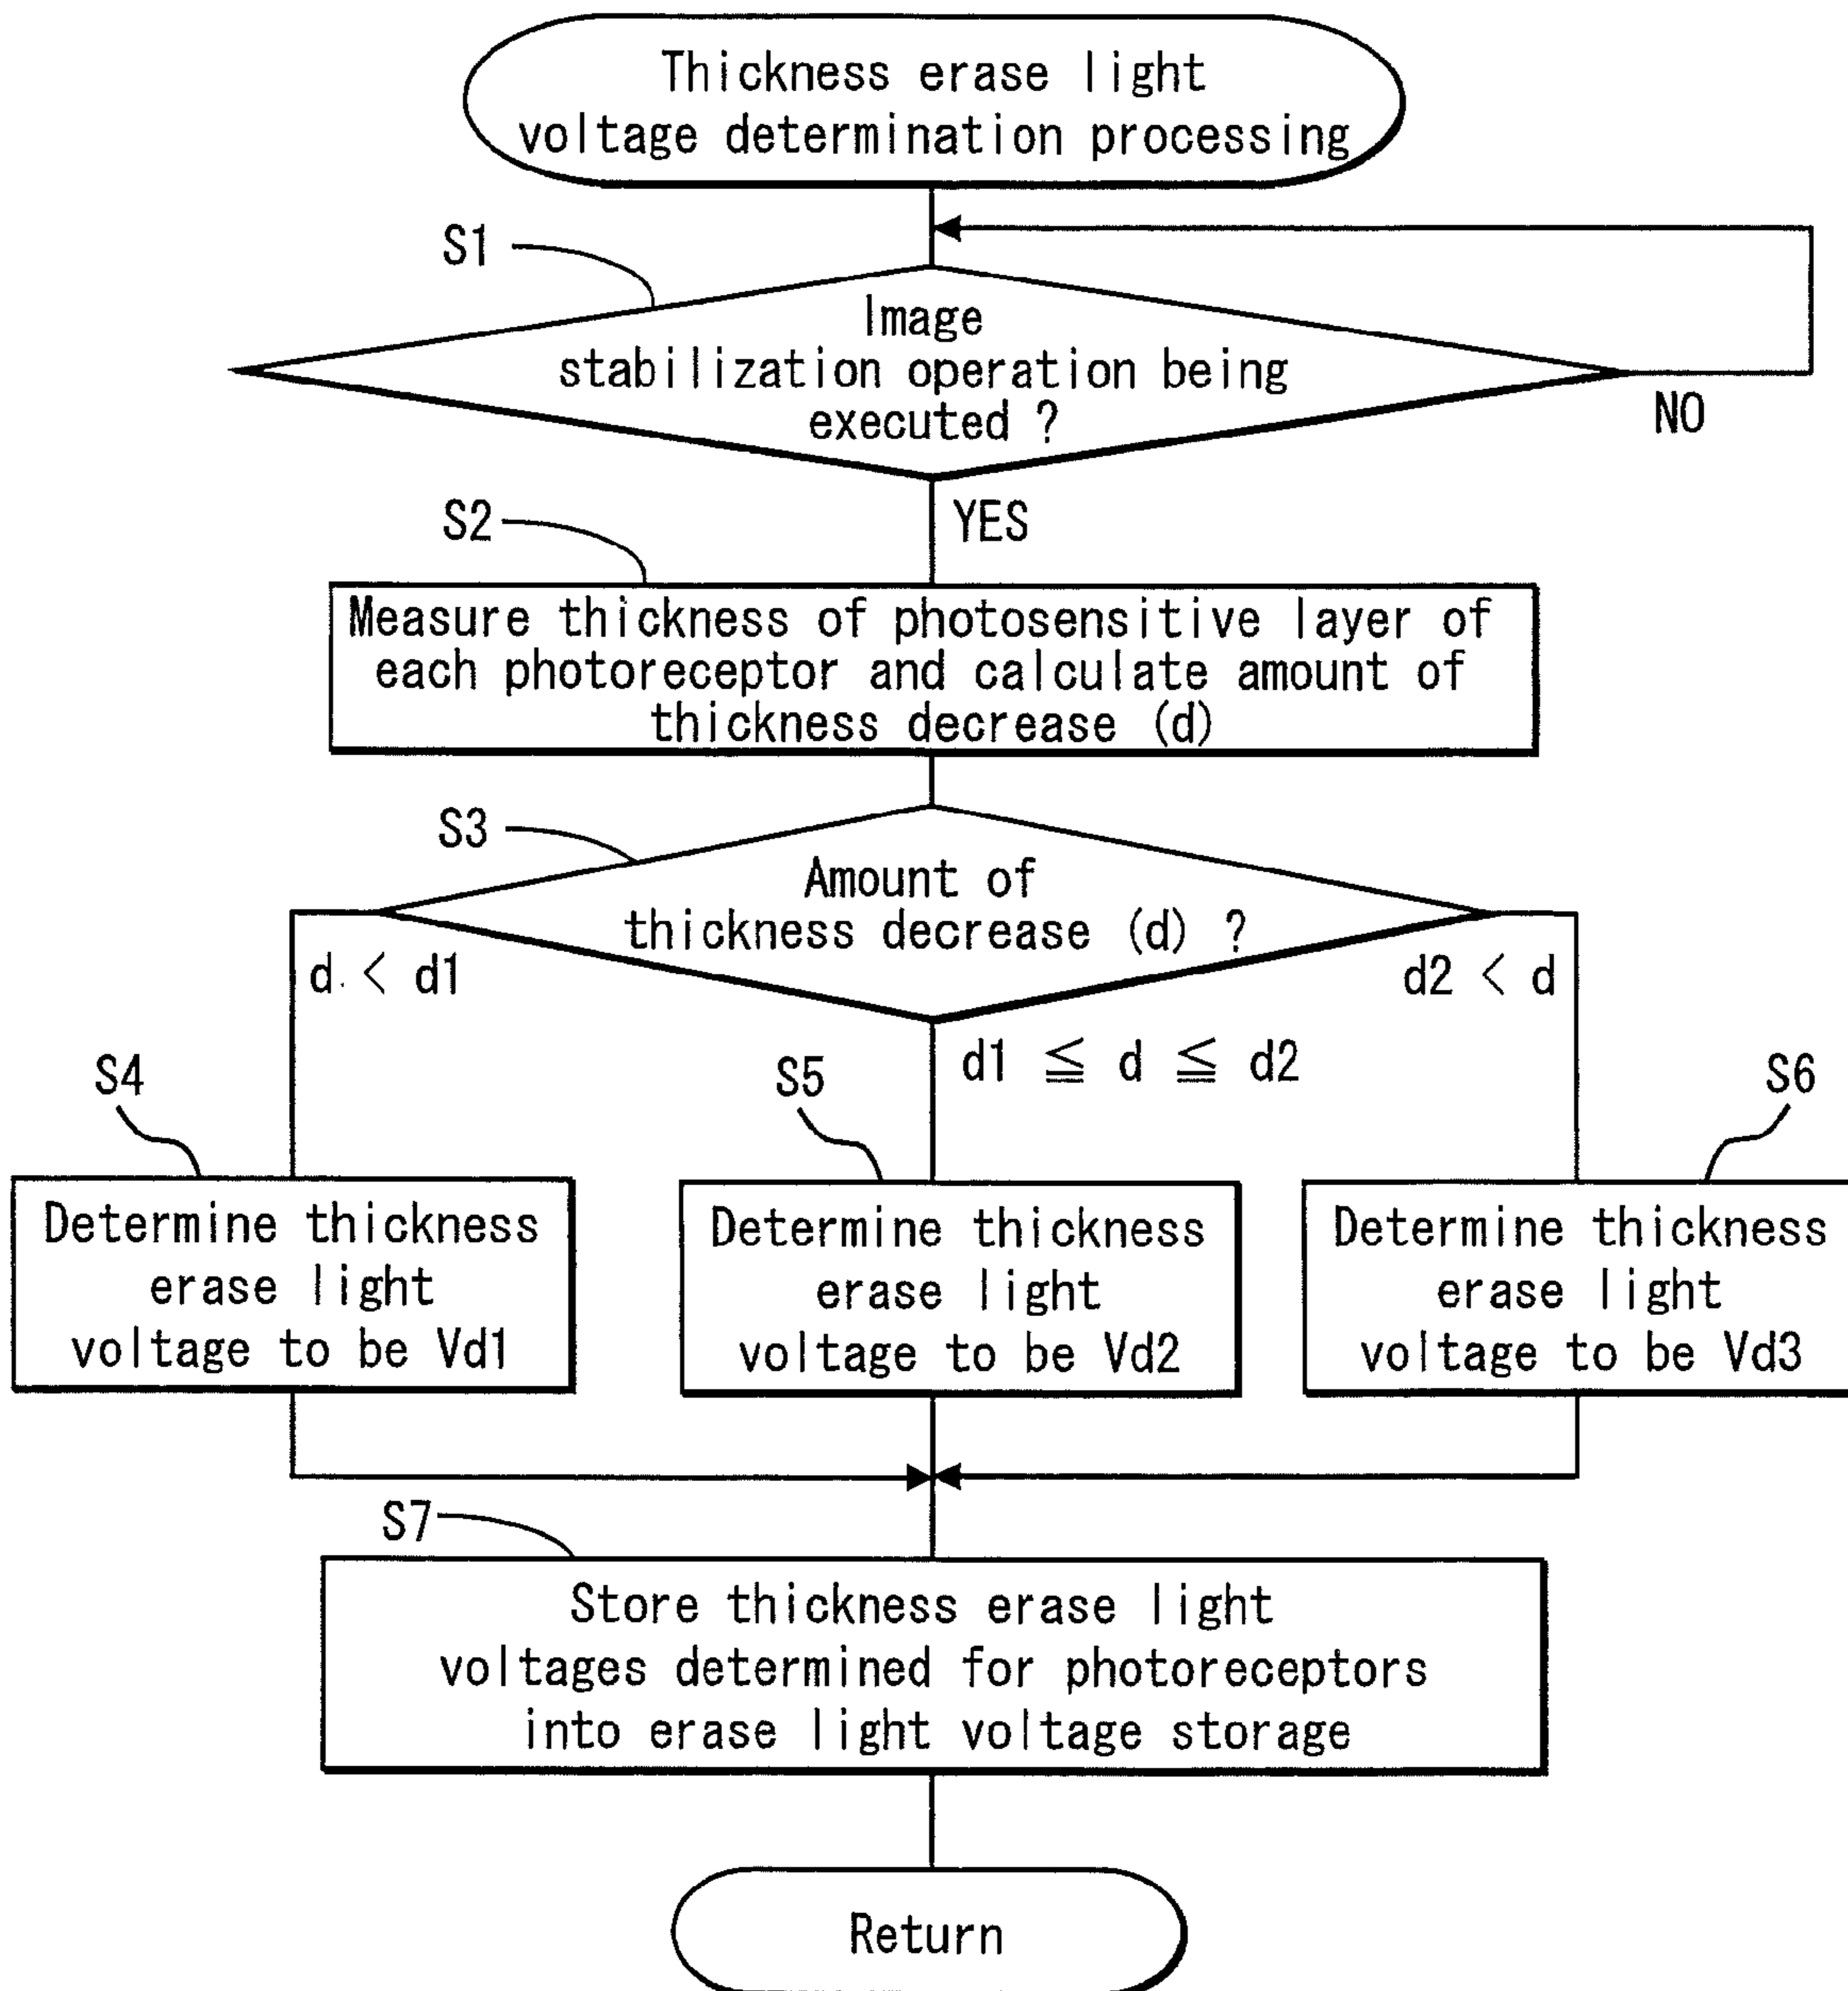 Thickness erase light
voltage determination processing
S1
Image
stabilization operation being
executed ?
NO
S2
YES
Measure thickness of photosensitive layer of
each photoreceptor and calculate amount of
thickness decrease (d)
S3
Amount of
thickness decrease (d) ?
d < d1
d2 < d
d1 ≦ d ≦ d2
S4
S5
S6
Determine thickness
erase light
voltage to be Vd1
Determine thickness
erase light
voltage to be Vd2
Determine thickness
erase light
voltage to be Vd3
S7
Store thickness erase light
voltages determined for photoreceptors
into erase light voltage storage
Return